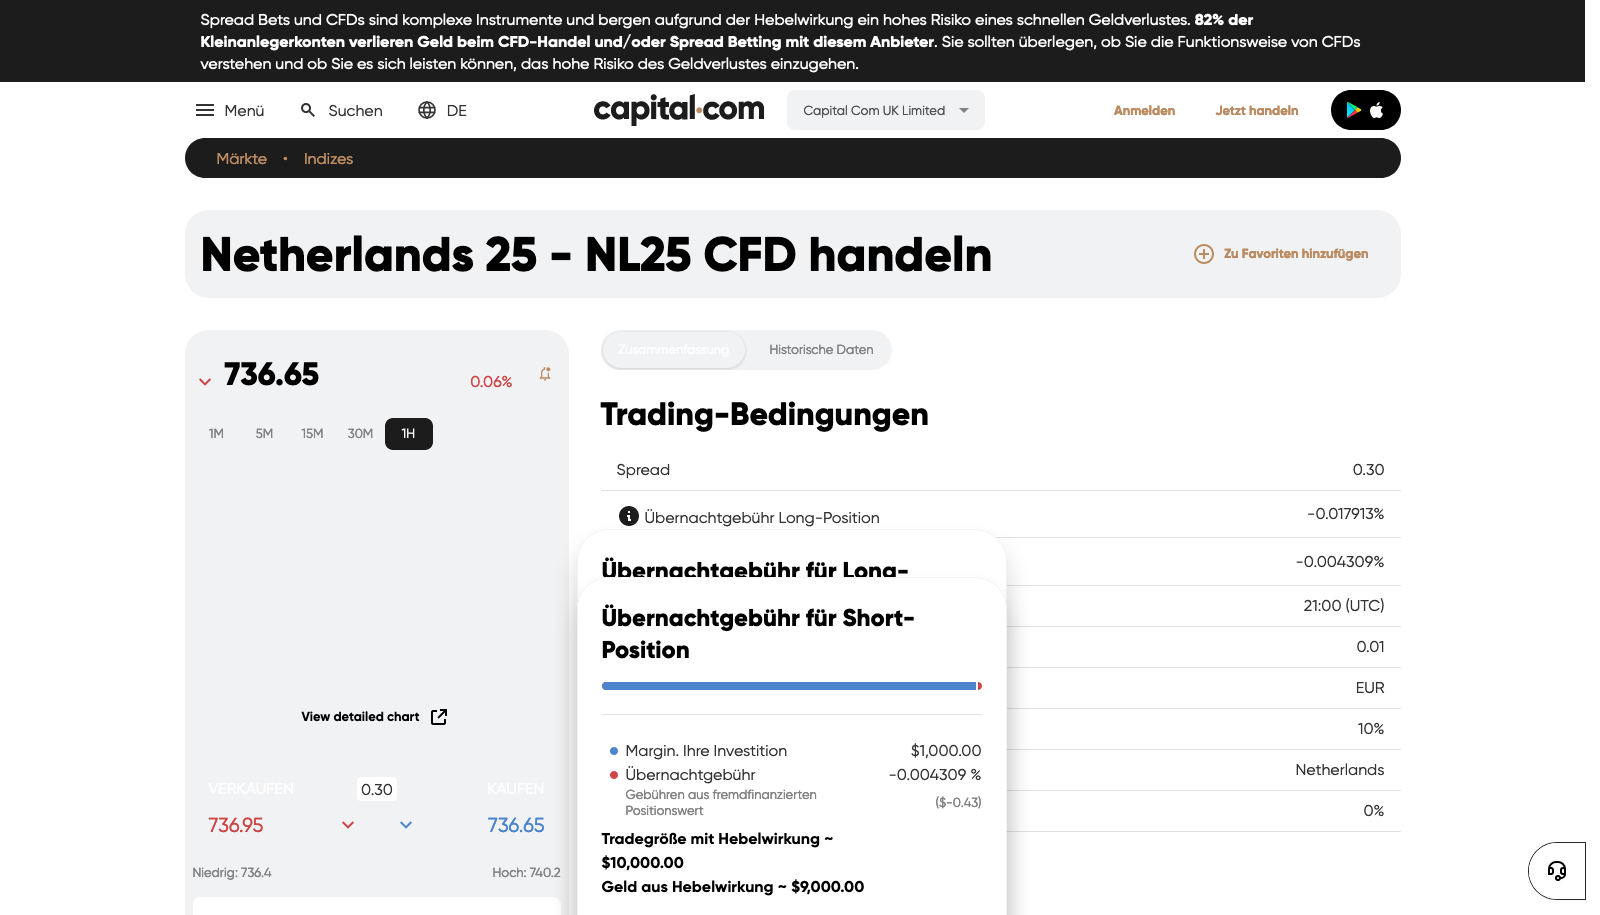 Spread Bets und CFDs sind komplexe Instrumente und bergen aufgrund der Hebelwirkung ein hohes Risiko eines schnellen Geldverlustes. 82% der
Kleinanlegerkonten verlieren Geld beim CFD-Handel und/oder Spread Betting mit diesem Anbieter. Sie sollten überlegen, ob Sie die Funktionsweise von CFDs
verstehen und ob Sie es sich leisten können, das hohe Risiko des Geldverlustes einzugehen.
Menü
Suchen
DE
capital.com
Capital Com UK Limited
Anmelden
Jetzt handeln
Märkte • Indizes
Netherlands 25 - NL25 CFD handeln
Zu Favoriten hinzufügen
736.65
0.06%
1M 5M 15M 30M 1H
View detailed chart
VERKAUFEN 0.30 KAUFEN
736.95 736.65
Niedrig: 736.4 Hoch: 740.2
Zusammenfassung Historische Daten
Trading-Bedingungen
Spread 0.30
Übernachtgebühr Long-Position -0.017913%
-0.004309%
21:00 (UTC)
0.01
EUR
10%
Netherlands
0%
Übernachtgebühr für Long-
Übernachtgebühr für Short-
Position
Margin. Ihre Investition $1,000.00
Übernachtgebühr -0.004309 %
Gebühren aus fremdfinanzierten
Positionswert
($-0.43)
Tradegröße mit Hebelwirkung ~
$10,000.00
Geld aus Hebelwirkung ~ $9,000.00